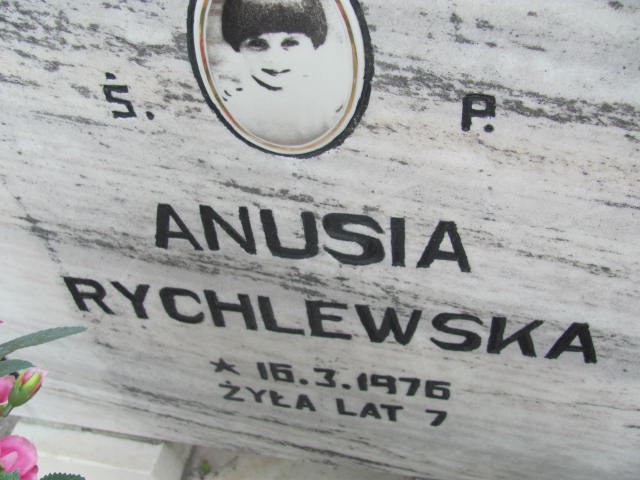 Ś. P.
ANUSIA
RYCHLEWSKA
★ 16.3.1976
ŻYŁA LAT 7